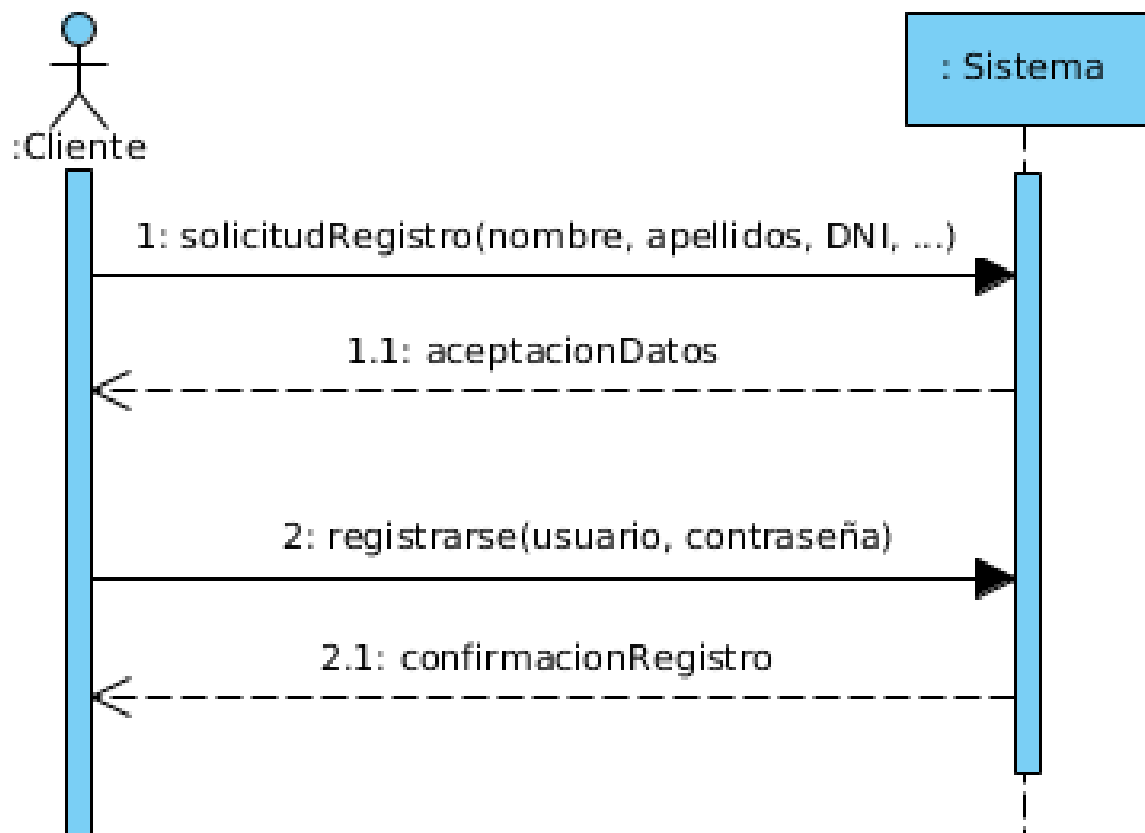 : Sistema
:Cliente
1: solicitudRegistro(nombre, apellidos, DNI, ...)
1.1: aceptacionDatos
2: registrarse(usuario, contraseña)
2.1: confirmacionRegistro